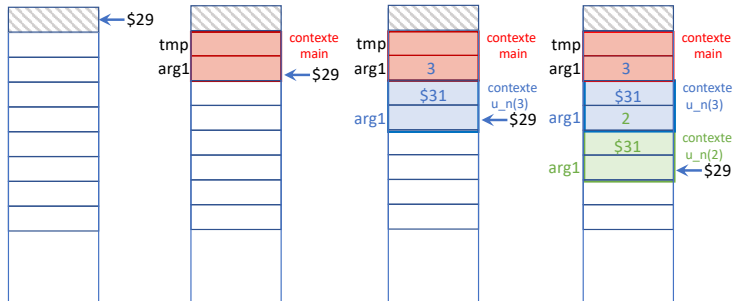 $29
tmp
arg1
contexte
main
$29
tmp
arg1
3
$31
arg1
contexte
main
contexte
u_n(3)
$29
tmp
arg1
3
$31
arg1
2
$31
arg1
contexte
main
contexte
u_n(3)
contexte
u_n(2)
$29